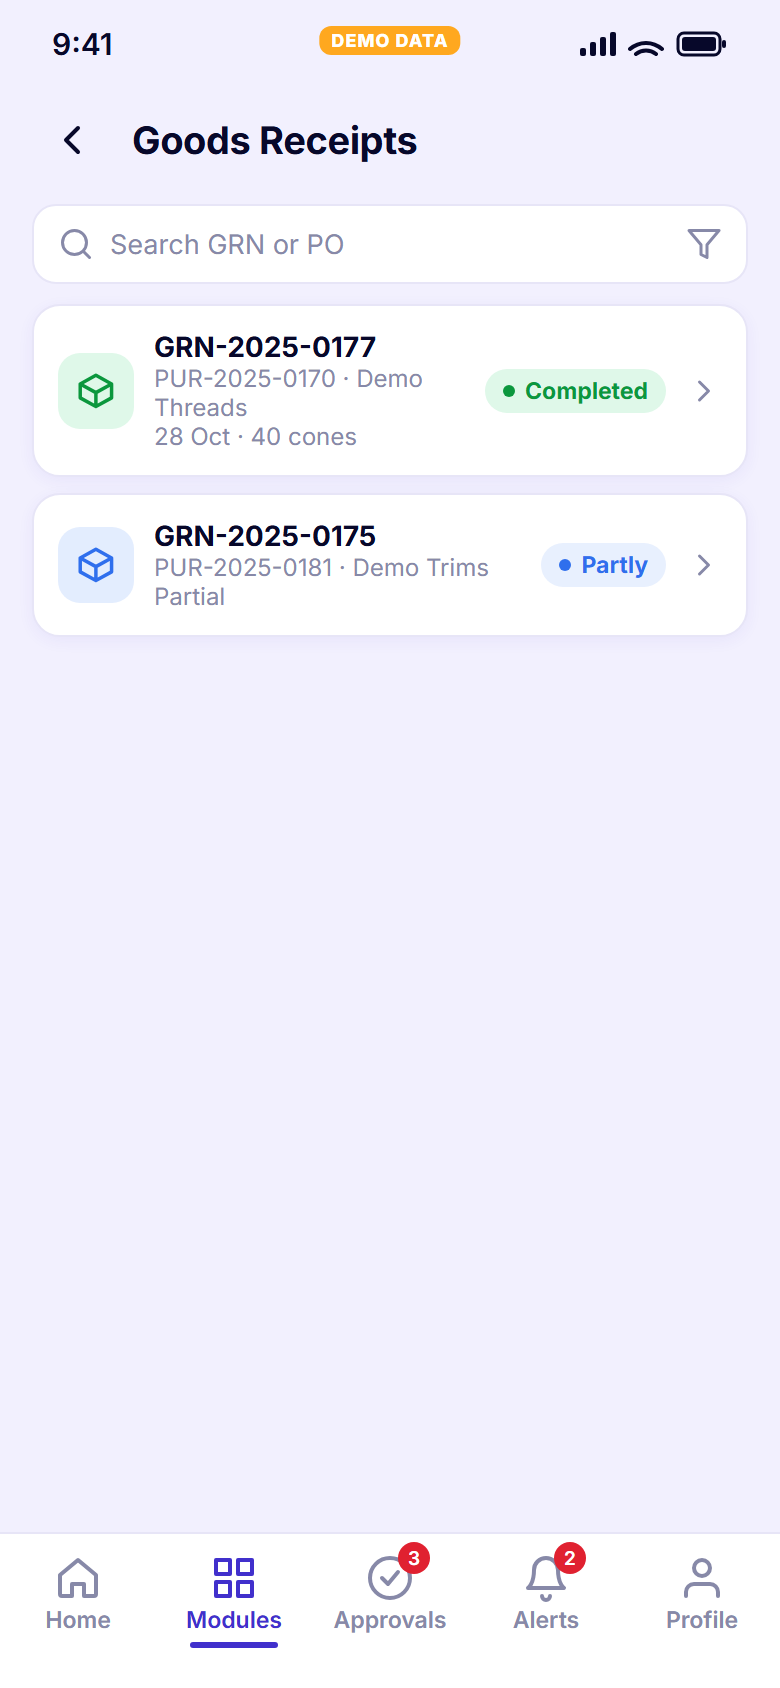 9:41
DEMO DATA
Goods Receipts
Search GRN or PO
GRN-2025-0177
PUR-2025-0170 · Demo
Threads
28 Oct · 40 cones
Completed
GRN-2025-0175
PUR-2025-0181 · Demo Trims
Partial
Partly
3
2
Home
Modules
Approvals
Alerts
Profile